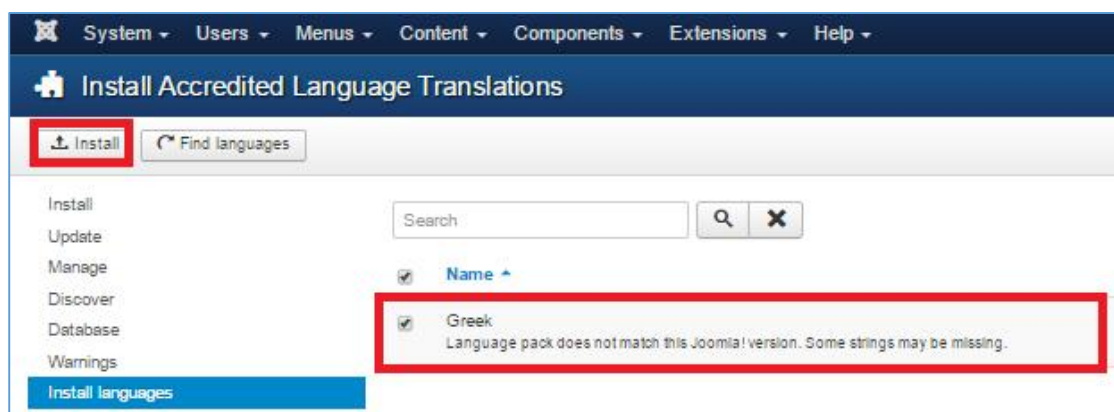 System Users Menus Content Components Extensions Help
Install Accredited Language Translations
Install Find languages
Install
Update
Manage
Discover
Database
Warnings
Install languages
Search
Name
Greek
Language pack does not match this Joomla! version. Some strings may be missing.